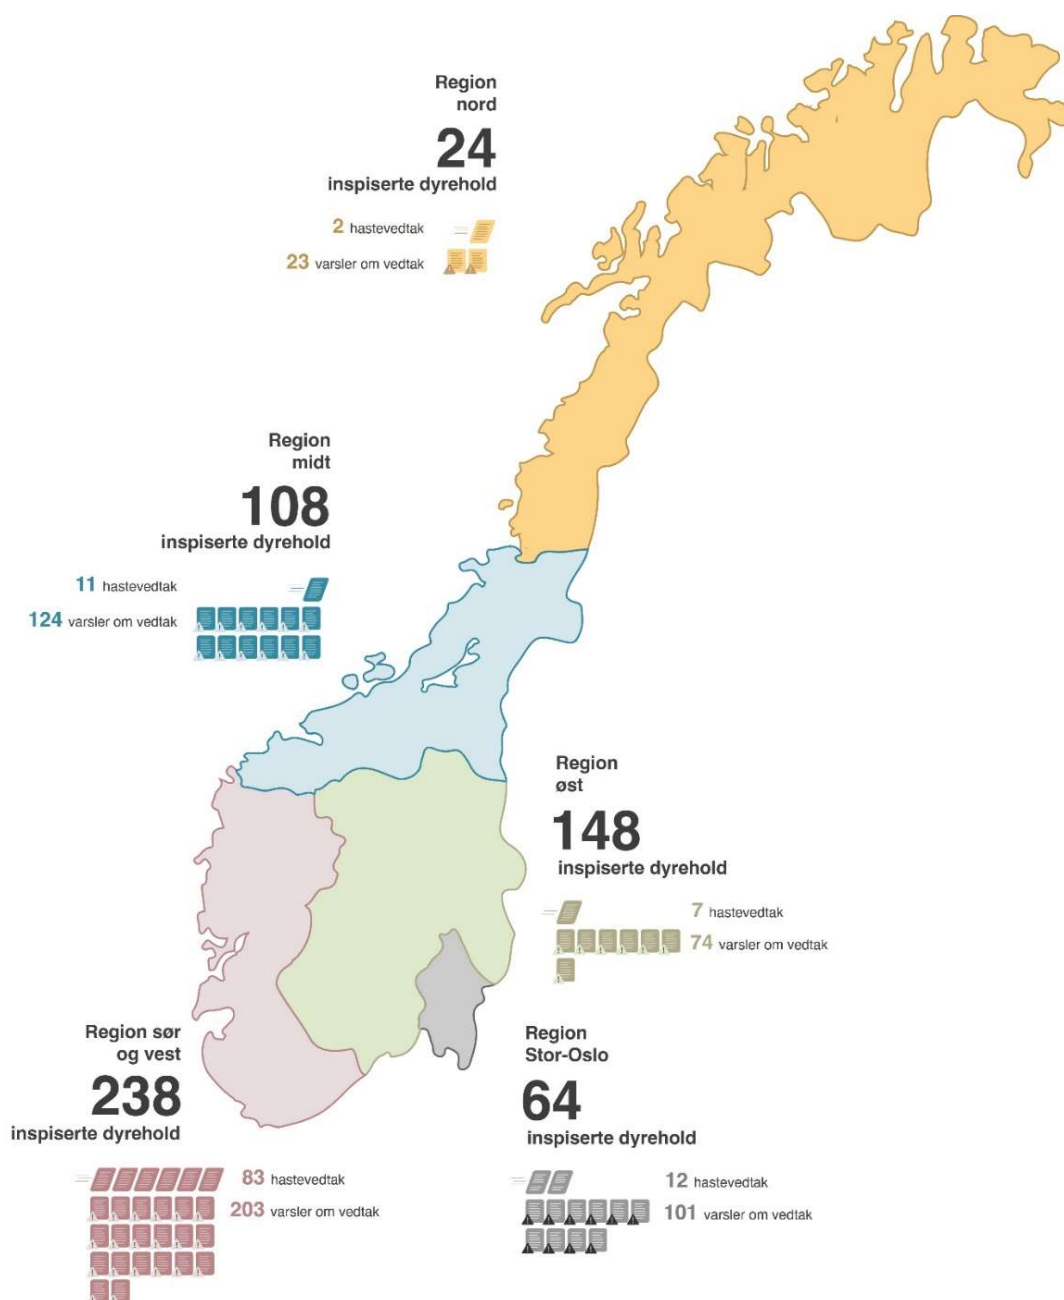 Region
nord
24
inspiserte dyrehold
2 hastevedtak
23 varsler om vedtak
Region
midt
108
inspiserte dyrehold
11 hastevedtak
124 varsler om vedtak
Region
øst
148
inspiserte dyrehold
7 hastevedtak
74 varsler om vedtak
Region sør
og vest
238
inspiserte dyrehold
83 hastevedtak
203 varsler om vedtak
Region
Stor-Oslo
64
inspiserte dyrehold
12 hastevedtak
101 varsler om vedtak